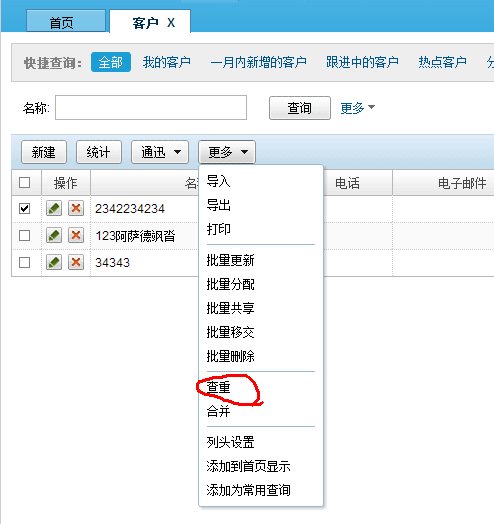 首页 客户 X
快捷查询: 全部 我的客户 一月内新增的客户 跟进中的客户 热点客户
名称: 查询 更多
新建 统计 通迅 更多
操作 电话 电子邮件
2342234234
123阿萨德飒沓
34343
导入
导出
打印
批量更新
批量分配
批量共享
批量移交
批量删除
查重
合并
列头设置
添加到首页显示
添加为常用查询